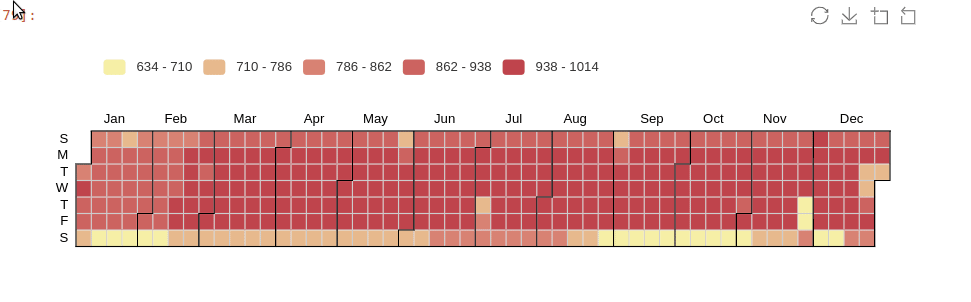 ]:
634 - 710 710 - 786 786 - 862 862 - 938 938 - 1014
Jan Feb Mar Apr May Jun Jul Aug Sep Oct Nov Dec
S
M
T
W
T
F
S